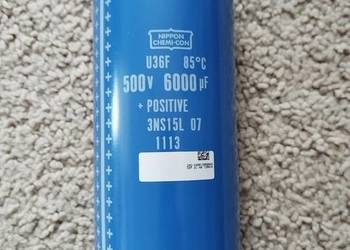 NIPPON
CHEMI-CON
U36F 85°C
500V 6000µF
+ POSITIVE
3NS15L 07
1113